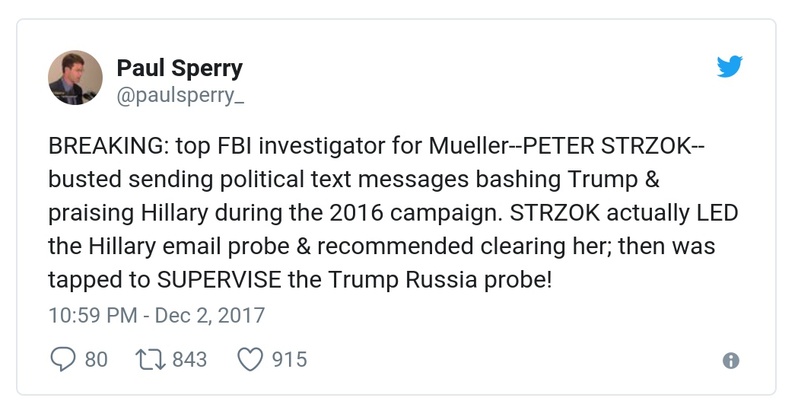 Paul Sperry
@paulsperry_
BREAKING: top FBI investigator for Mueller--PETER STRZOK--
busted sending political text messages bashing Trump &
praising Hillary during the 2016 campaign. STRZOK actually LED
the Hillary email probe & recommended clearing her; then was
tapped to SUPERVISE the Trump Russia probe!
10:59 PM - Dec 2, 2017
80 843 915